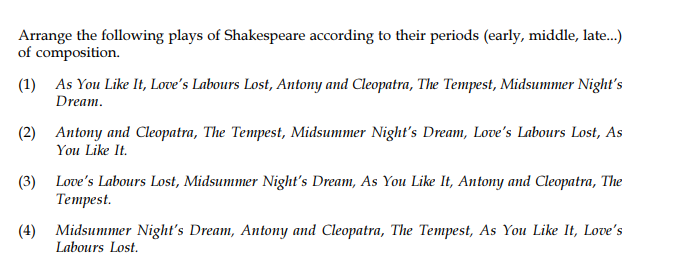 Arrange the following plays of Shakespeare according to their periods (early, middle, late...)
of composition.
(1) As You Like It, Love's Labours Lost, Antony and Cleopatra, The Tempest, Midsummer Night's
Dream.
(2) Antony and Cleopatra, The Tempest, Midsummer Night's Dream, Love's Labours Lost, As
You Like It.
(3) Love's Labours Lost, Midsummer Night's Dream, As You Like It, Antony and Cleopatra, The
Tempest.
(4) Midsummer Night's Dream, Antony and Cleopatra, The Tempest, As You Like It, Love's
Labours Lost.